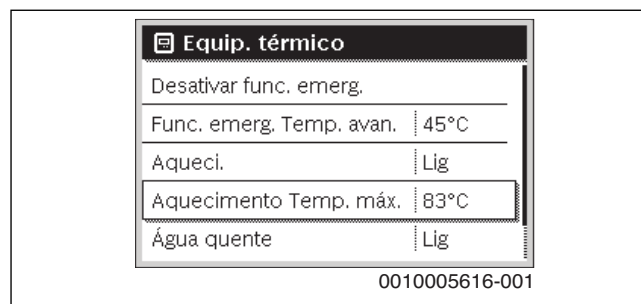 Equip. térmico
Desativar func. emerg.
Func. emerg. Temp. avan. 45°C
Aqueci. Lig
Aquecimento Temp. máx. 83°C
Água quente Lig
0010005616-001